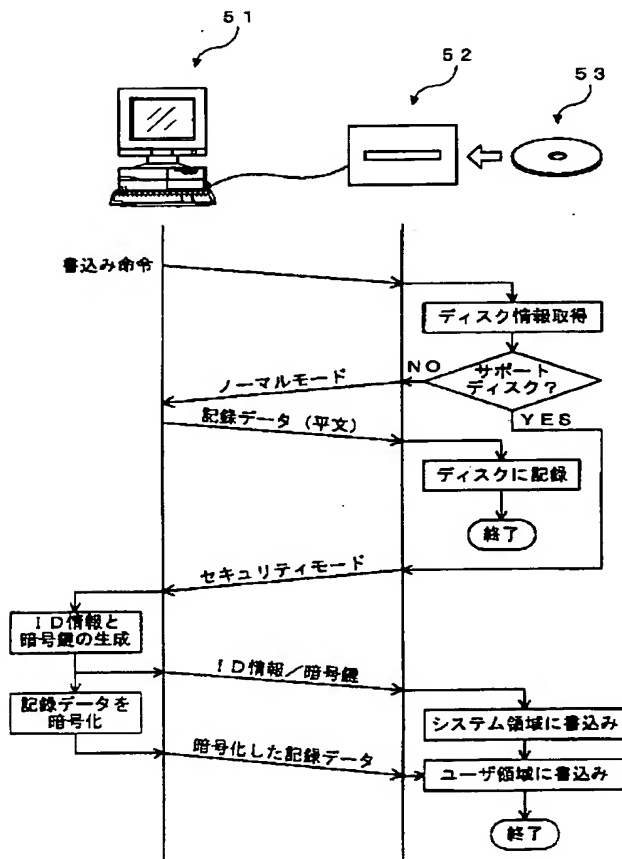 51
52
53
書込み命令
ディスク情報取得
サポート
ディスク?
NO
YES
ノーマルモード
記録データ(平文)
ディスクに記録
終了
セキュリティモード
ID情報と
暗号鍵の生成
ID情報/暗号鍵
記録データを
暗号化
システム領域に書込み
暗号化した記録データ
ユーザ領域に書込み
終了